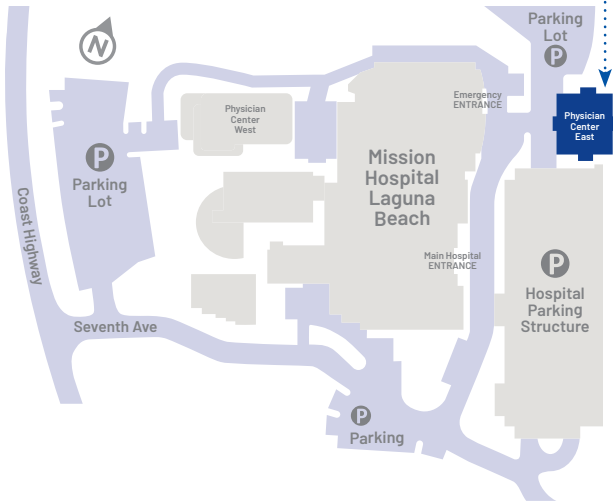 Parking
Lot
P
N
Emergency
ENTRANCE
Physician
Center
West
Physician
Center
East
P
Parking
Lot
Mission
Hospital
Laguna
Beach
Coast Highway
Main Hospital
ENTRANCE
P
Hospital
Parking
Structure
Seventh Ave
P
Parking